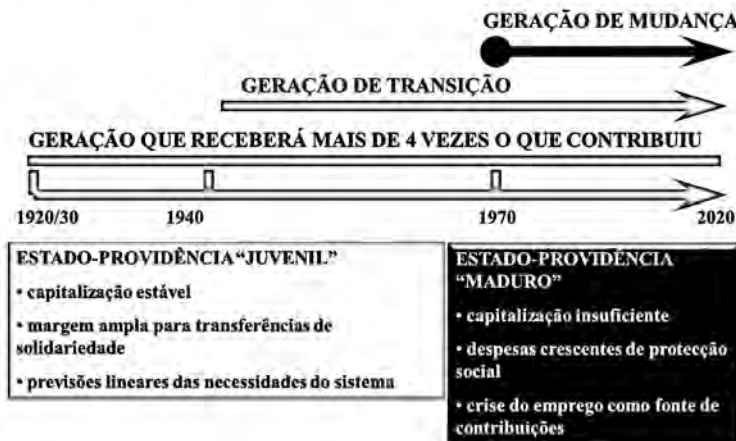 GERAÇÃO DE MUDANÇA
GERAÇÃO DE TRANSIÇÃO
GERAÇÃO QUE RECEBERÁ MAIS DE 4 VEZES O QUE CONTRIBUIU
1920/30 1940 1970 2020
ESTADO-PROVIDÊNCIA “JUVENIL”
• capitalização estável
• margem ampla para transferências de
solidariedade
• previsões lineares das necessidades do sistema
ESTADO-PROVIDÊNCIA
“MADURO”
• capitalização insuficiente
• despesas crescentes de protecção
social
• crise do emprego como fonte de
contribuições